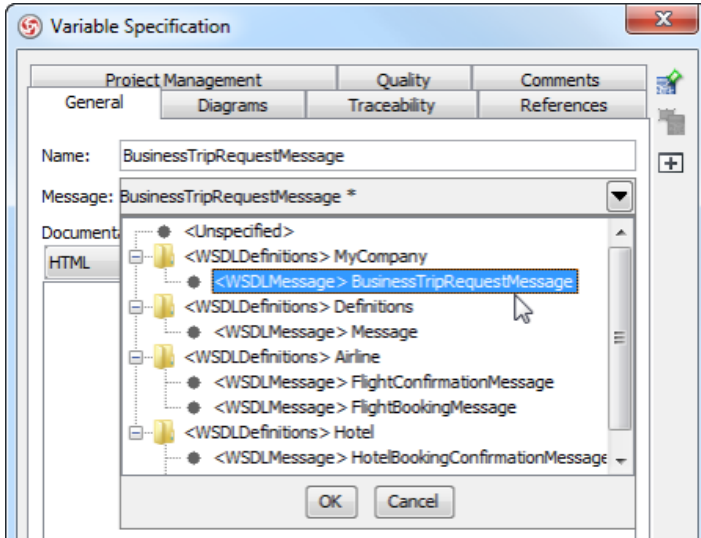 Variable Specification
Project Management Quality Comments
General Diagrams Traceability References
Name: BusinessTripRequestMessage
Message: BusinessTripRequestMessage *
Documenta
<Unspecified>
HTML
<WSDLDefinitions> MyCompany
<WSDLMessage> BusinessTripRequestMessage
<WSDLDefinitions> Definitions
<WSDLMessage> Message
<WSDLDefinitions> Airline
<WSDLMessage> FlightConfirmationMessage
<WSDLMessage> FlightBookingMessage
<WSDLDefinitions> Hotel
<WSDLMessage> HotelBookingConfirmationMessage
OK Cancel